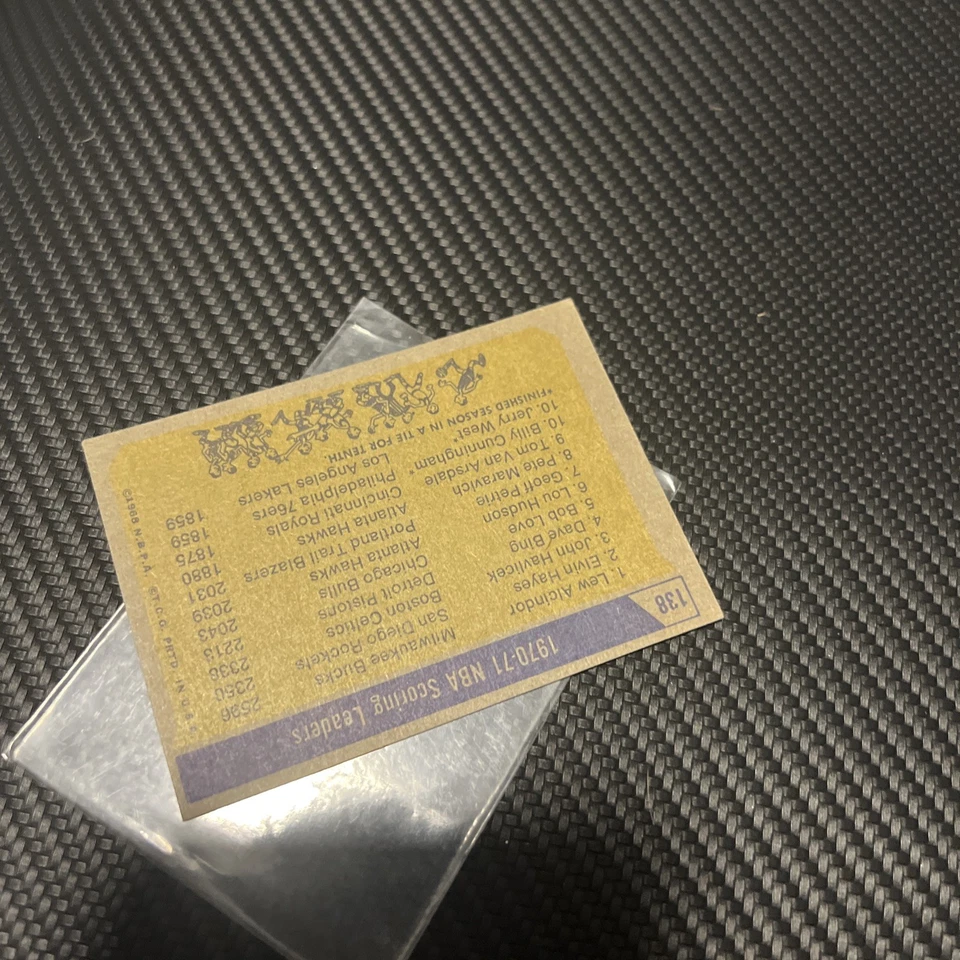 138
1970-71 NBA Scoring Leaders
1. Lew Alcindor Milwaukee Bucks 2596
2. Elvin Hayes San Diego Rockets 2350
3. John Havlicek Boston Celtics 2338
4. Dave Bing Detroit Pistons 2213
5. Bob Love Chicago Bulls 2043
6. Lou Hudson Atlanta Hawks 2039
7. Geoff Petrie Portland Trail Blazers 2031
8. Pete Maravich Atlanta Hawks 1880
9. Tom Van Arsdale Cincinnati Royals 1875
10. Billy Cunningham* Philadelphia 76ers 1859
10. Jerry West* Los Angeles Lakers 1859
*FINISHED SEASON IN A TIE FOR TENTH.
©1968 N.B.P.A. ©T.C.G. PRTD. IN U.S.A.